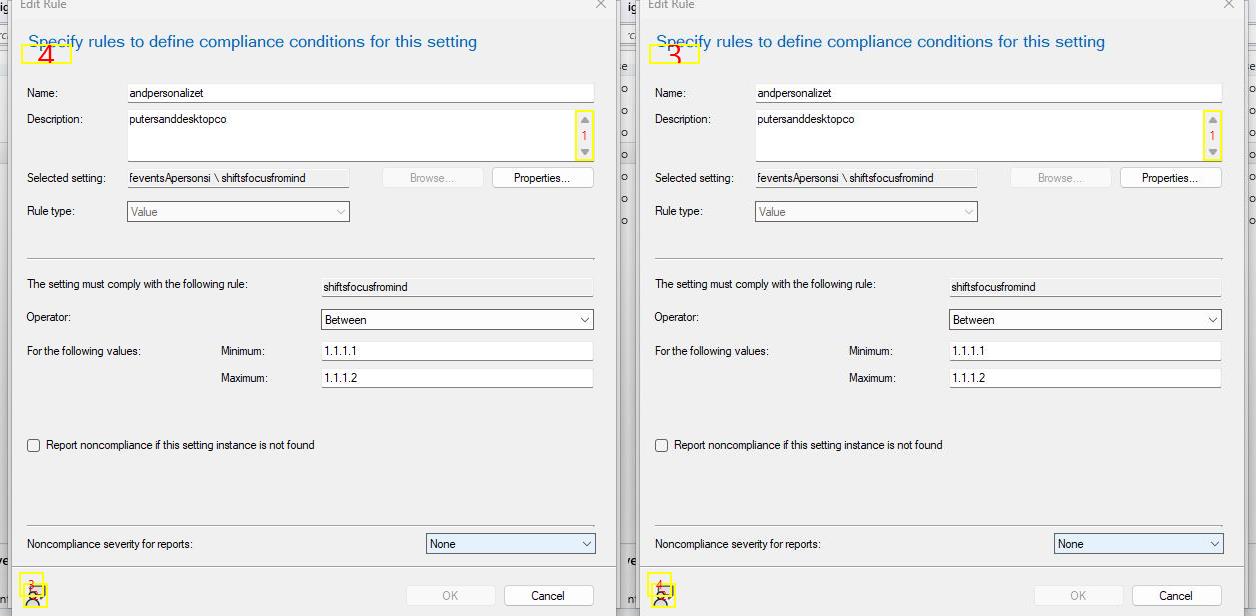 Edit Rule
Specify rules to define compliance conditions for this setting
4
Name:
andpersonalizet
Description:
putersanddesktopco
1
Selected setting:
feventsApersonsi \ shiftsfocusfromind
Browse...
Properties...
Rule type:
Value
The setting must comply with the following rule:
shiftsfocusfromind
Operator:
Between
For the following values:
Minimum:
1.1.1.1
Maximum:
1.1.1.2
Report noncompliance if this setting instance is not found
Noncompliance severity for reports:
None
3
OK
Cancel
Edit Rule
Specify rules to define compliance conditions for this setting
3
Name:
andpersonalizet
Description:
putersanddesktopco
1
Selected setting:
feventsApersonsi \ shiftsfocusfromind
Browse...
Properties...
Rule type:
Value
The setting must comply with the following rule:
shiftsfocusfromind
Operator:
Between
For the following values:
Minimum:
1.1.1.1
Maximum:
1.1.1.2
Report noncompliance if this setting instance is not found
Noncompliance severity for reports:
None
4
OK
Cancel